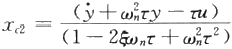 x_{c2} = \frac{(\dot{y} + \omega_n^2 \tau y - \tau u)}{(1 - 2\xi\omega_n\tau + \omega_n^2\tau^2)}